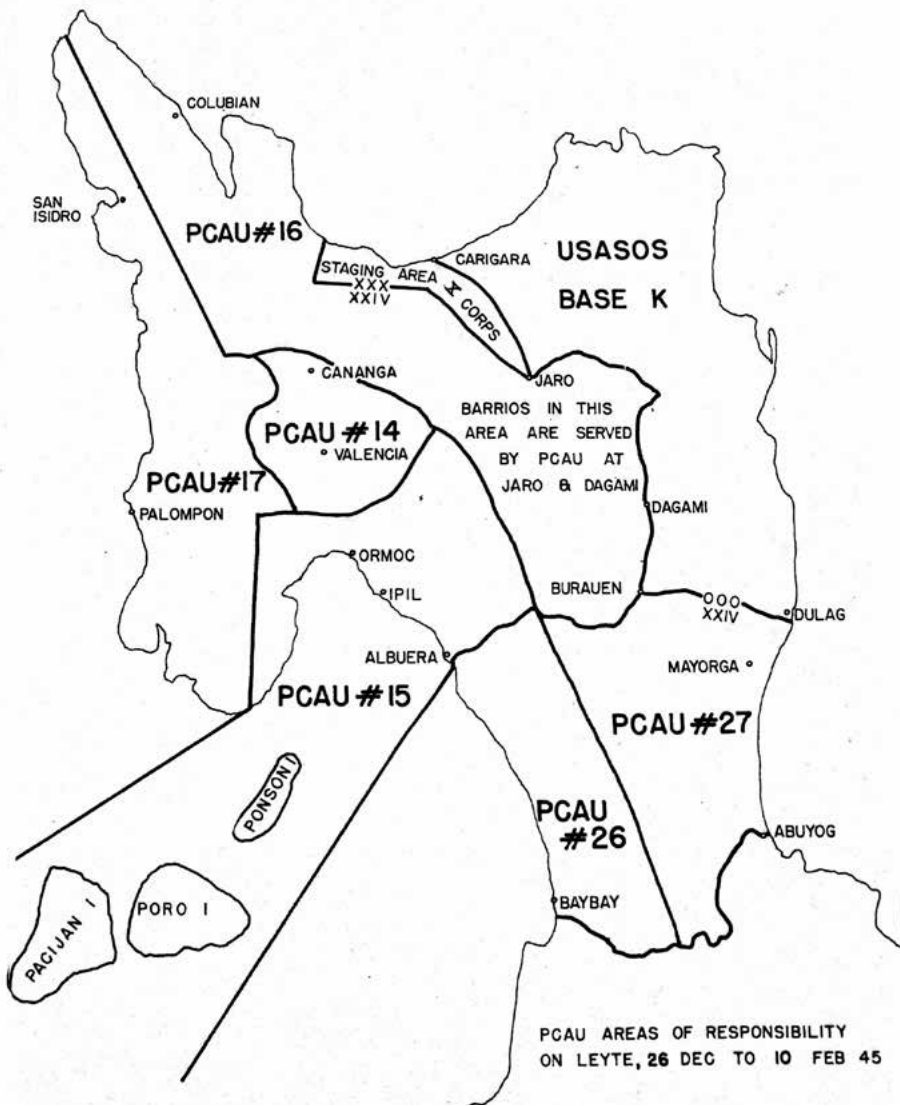 COLUBIAN
SAN
ISIDRO
PCAU#16
CARIGARA
USASOS
BASE K
STAGING AREA
X CORPS
XXX
XXIV
CANANGA
JARO
BARRIOS IN THIS
AREA ARE SERVED
BY PCAU AT
JARO & DAGAMI
PCAU #14
VALENCIA
PCAU#17
PALOMPON
DAGAMI
ORMOC
IPIL
BURAUEN
OOO
XXIV
DULAG
ALBUERA
MAYORGA
PCAU #15
PCAU #27
PONSON I
PCAU
#26
ABUYOG
BAYBAY
PORO I
PACIJAN I
PCAU AREAS OF RESPONSIBILITY
ON LEYTE, 26 DEC TO 10 FEB 45